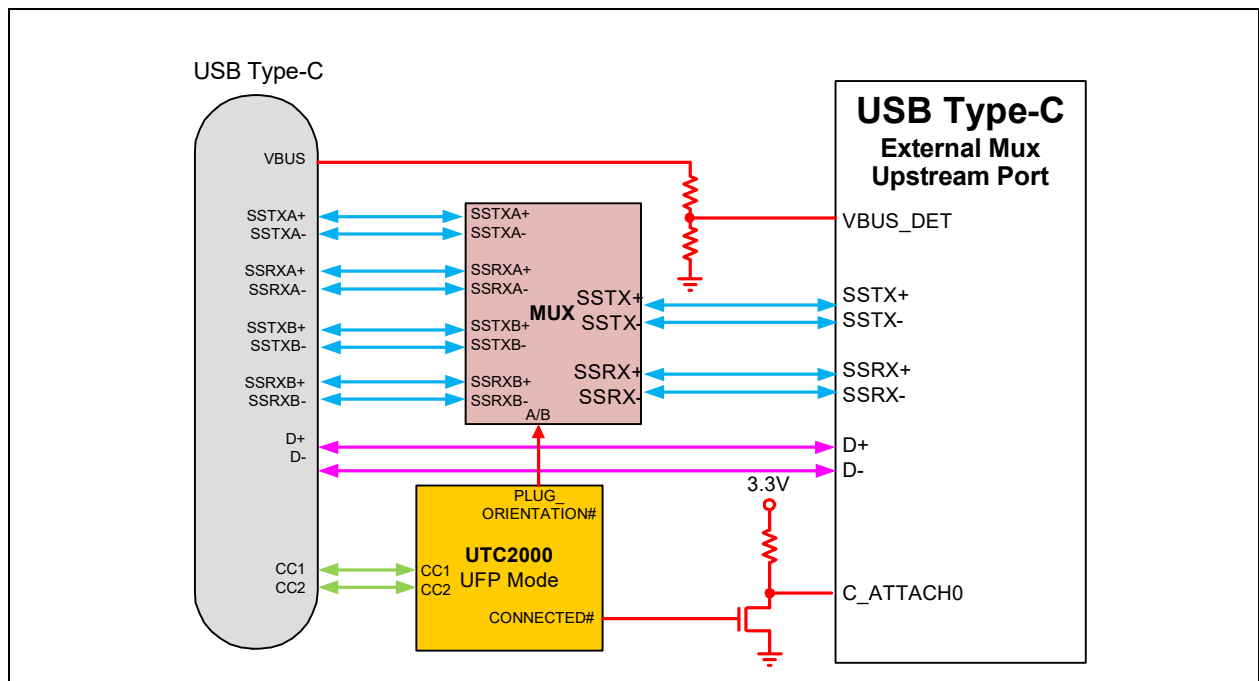 USB Type-C
VBUS
SSTXA+
SSTXA-
SSRXA+
SSRXA-
SSTXB+
SSTXB-
SSRXB+
SSRXB-
D+
D-
CC1
CC2
SSTXA+
SSTXA-
SSRXA+
SSRXA-
SSTXB+
SSTXB-
SSRXB+
SSRXB-
MUX
SSTX+
SSTX-
SSRX+
SSRX-
A/B
PLUG_
ORIENTATION#
UTC2000
UFP Mode
CC1
CC2
CONNECTED#
3.3V
USB Type-C
External Mux
Upstream Port
VBUS_DET
SSTX+
SSTX-
SSRX+
SSRX-
D+
D-
C_ATTACH0